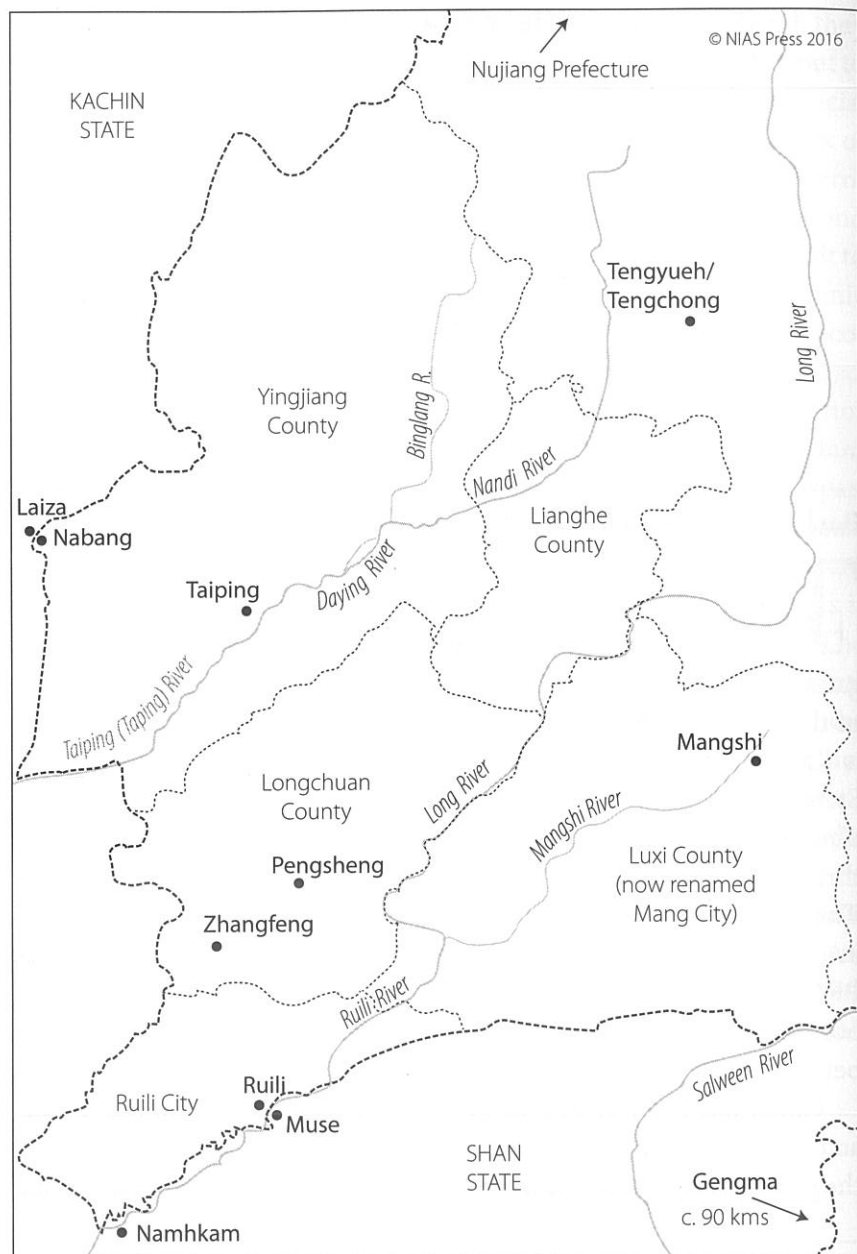 © NIAS Press 2016
Nujiang Prefecture
KACHIN
STATE
Tengyueh/
Tengchong
Long River
Binglang R.
Yingjiang
County
Nandi River
Lianghe
County
Laiza
Nabang
Daying River
Taiping
Taiping (Taping) River
Mangshi
Long River
Longchuan
County
Mangshi River
Luxi County
(now renamed
Mang City)
Pengsheng
Zhangfeng
Ruili River
Salween River
Ruili
Ruili City
Muse
SHAN
STATE
Gengma
c. 90 kms
Namhkam